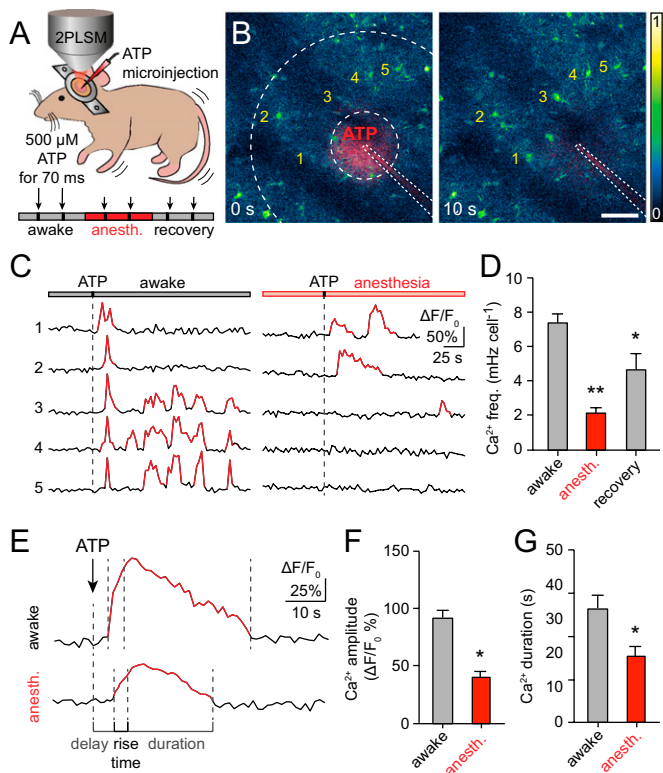 A
2PLSM
ATP
microinjection
500 µM
ATP
for 70 ms
awake anesth. recovery
B
1
2
3
4
5
ATP
0 s
1
2
3
4
5
10 s
1
0
C
ATP awake
ATP anesthesia
1
2
3
4
5
ΔF/F₀
50%
25 s
D
Ca²⁺ freq. (mHz cell⁻¹)
10
8
6
4
2
0
**
*
awake
anesth.
recovery
E
ATP
ΔF/F₀
25%
10 s
awake
anesth.
delay rise duration
time
F
Ca²⁺ amplitude
(ΔF/F₀ %)
150
100
50
0
*
awake
anesth.
G
Ca²⁺ duration (s)
50
40
30
20
30
20
10
0
*
awake
anesth.